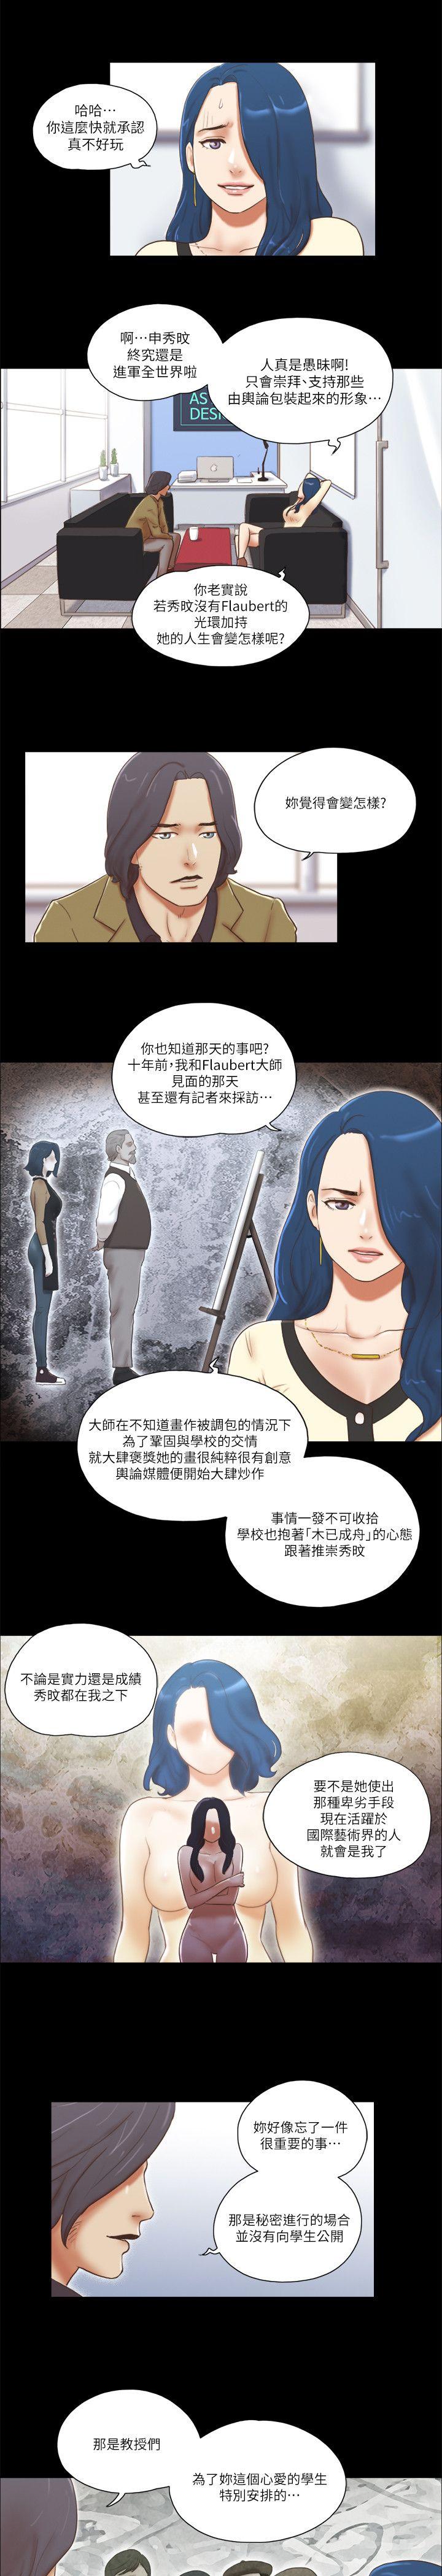 哈哈⋯
你這麼快就承認
真不好玩
啊⋯申秀旼
終究還是
進軍全世界啦
人真是愚昧啊!
只會崇拜、支持那些
由輿論包裝起來的形象⋯
AS
DESI
你老實說
若秀旼沒有Flaubert的
光環加持
她的人生會變怎樣呢?
妳覺得會變怎樣?
你也知道那天的事吧?
十年前,我和Flaubert大師
見面的那天
甚至還有記者來採訪⋯
大師在不知道畫作被調包的情況下
為了鞏固與學校的交情
就大肆褒獎她的畫很純粹很有創意
輿論媒體便開始大肆炒作
事情一發不可收拾
學校也抱著「木已成舟」的心態
跟著推崇秀旼
不論是實力還是成績
秀旼都在我之下
要不是她使出
那種卑劣手段
現在活躍於
國際藝術界的人
就會是我了
妳好像忘了一件
很重要的事⋯
那是秘密進行的場合
並沒有向學生公開
那是教授們
為了妳這個心愛的學生
特別安排的⋯